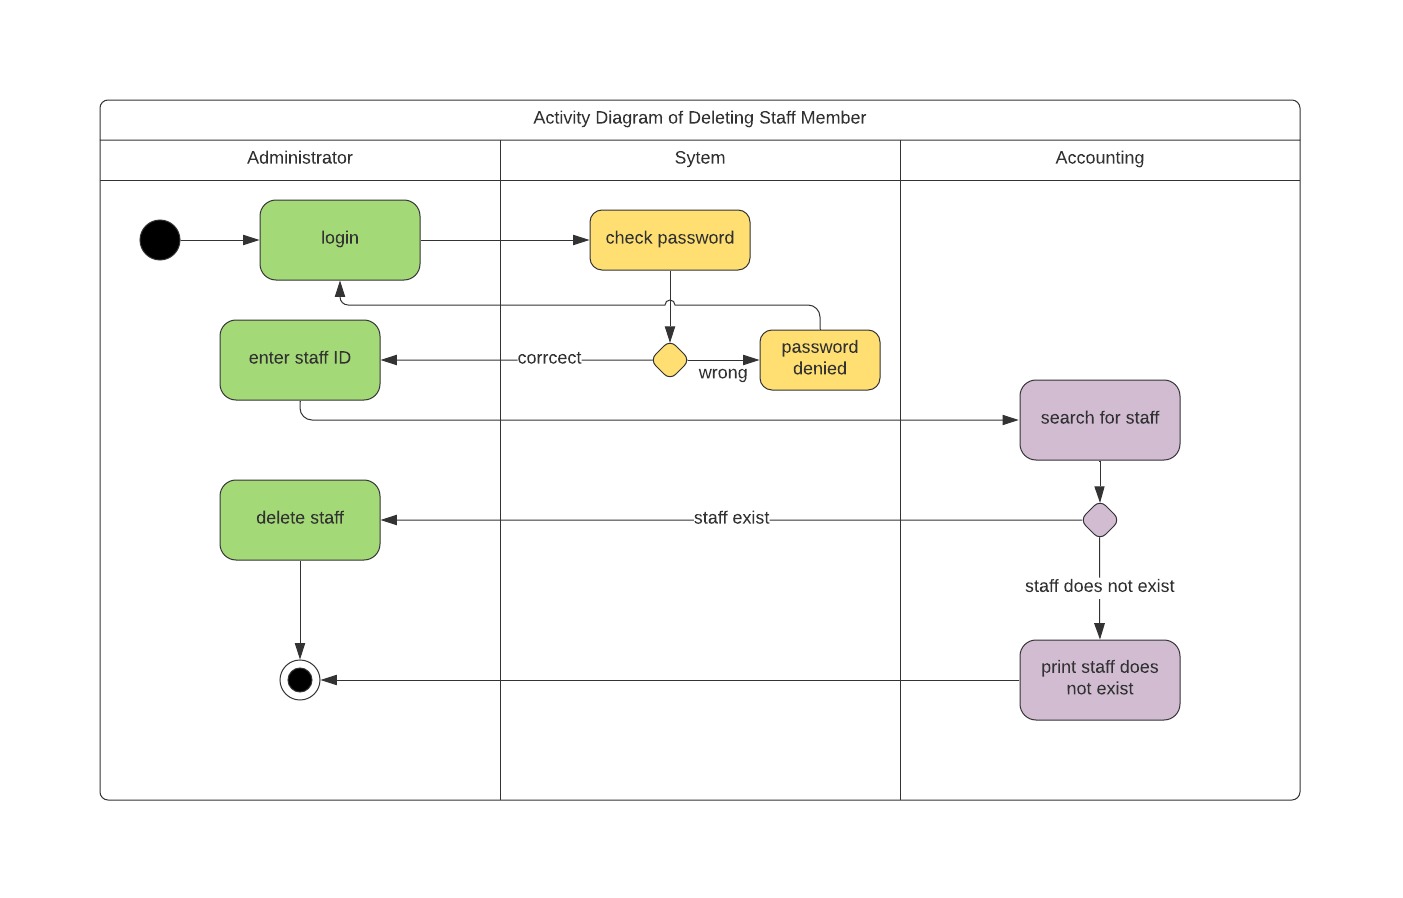 Activity Diagram of Deleting Staff Member
Administrator
Sytem
Accounting
login
check password
enter staff ID
corrcect
wrong
password
denied
search for staff
delete staff
staff exist
staff does not exist
print staff does
not exist